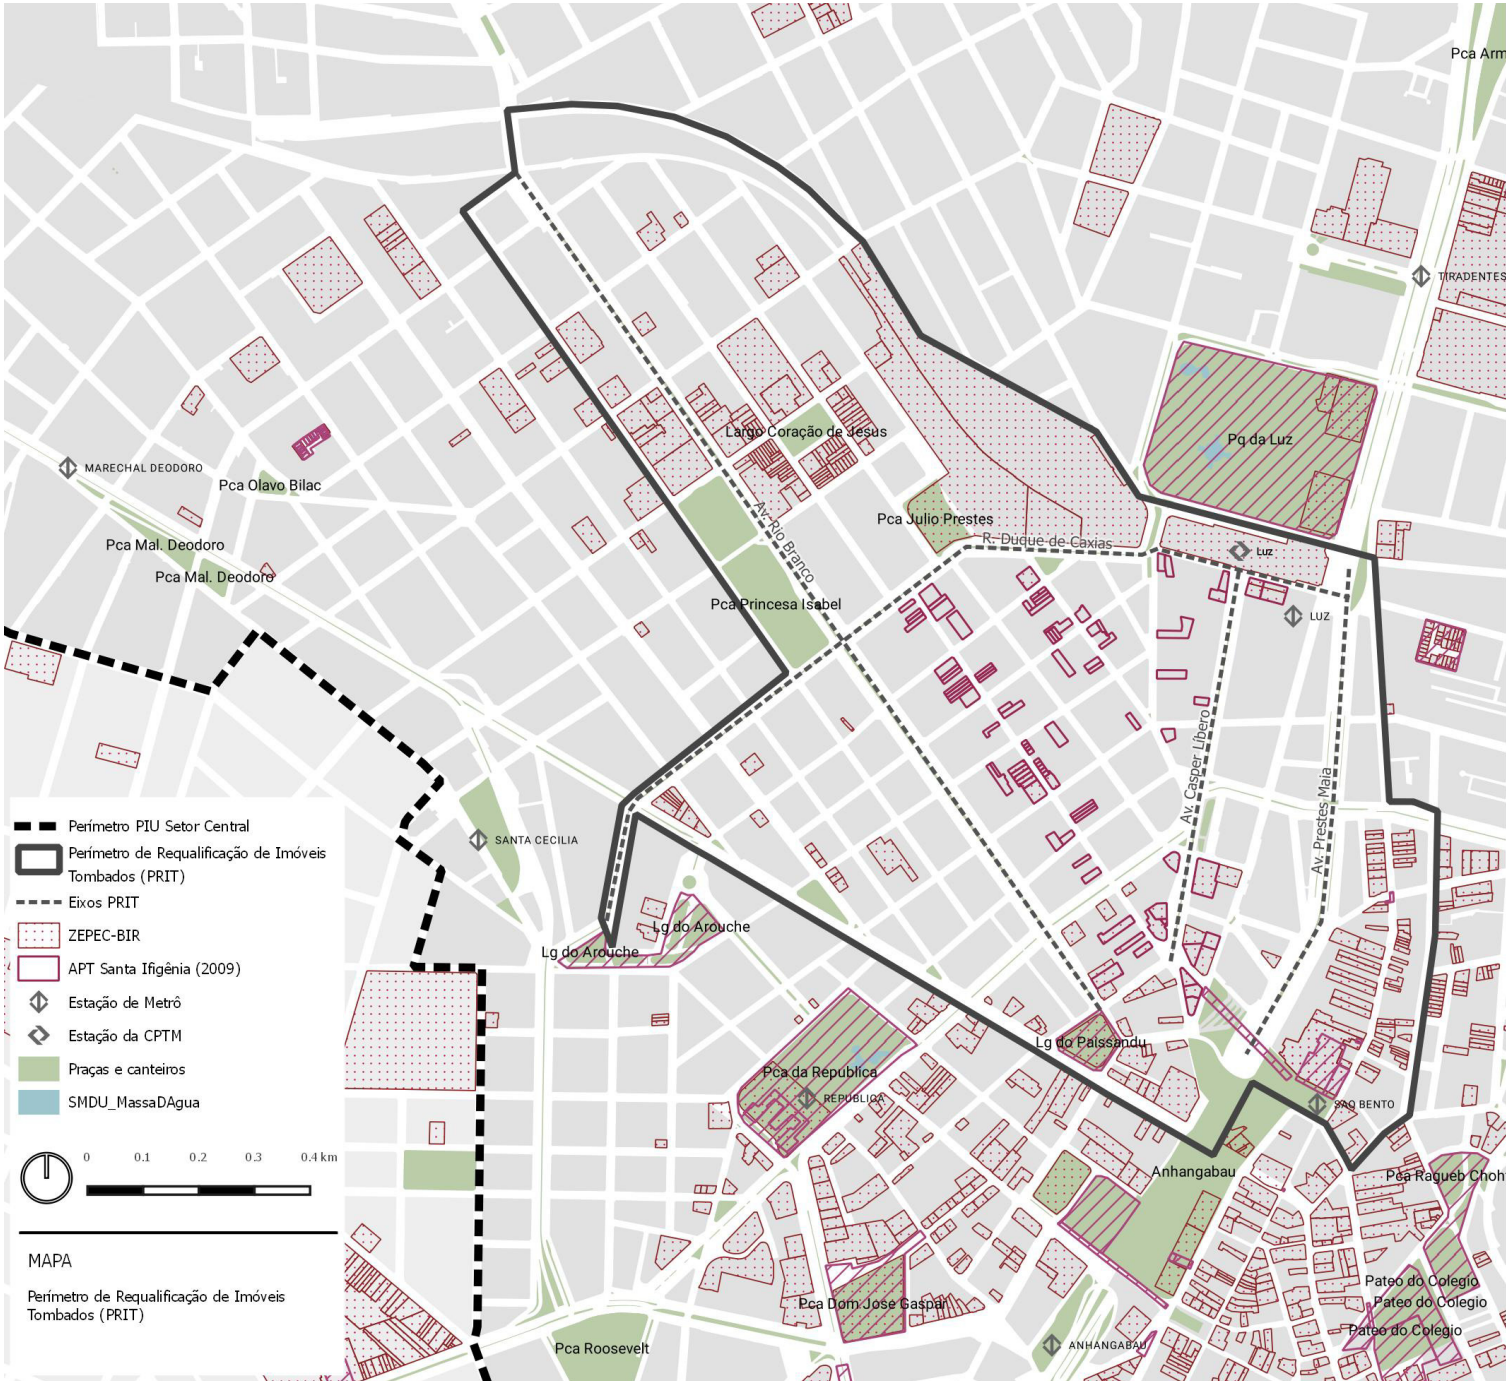 Pca Arm
TIRADENTES
Largo Coração de Jesus
Pq da Luz
MARECHAL DEODORO
Pca Olavo Bilac
Pca Julio Prestes
Av. Rio Branco
R. Duque de Caxias
Luz
Pca Mal. Deodoro
Pca Mal. Deodoro
Pca Princesa Isabel
LUZ
Av. Casper Líbero
Av. Prestes Maia
SANTA CECILIA
Lg do Arouche
Lg do Arouche
Lg do Paissandu
Pca da Republica
REPÚBLICA
SAO BENTO
Anhangabau
Pca Ragueb Choh
Pateo do Colegio
Pateo do Colegio
Pateo do Colegio
Pca Dom Jose Gaspar
Pca Roosevelt
ANHANGABAU
Perímetro PIU Setor Central
Perímetro de Requalificação de Imóveis
Tombados (PRIT)
Eixos PRIT
ZEPEC-BIR
APT Santa Ifigênia (2009)
Estação de Metrô
Estação da CPTM
Praças e canteiros
SMDU_MassaDAgua
0 0.1 0.2 0.3 0.4 km
MAPA
Perímetro de Requalificação de Imóveis
Tombados (PRIT)